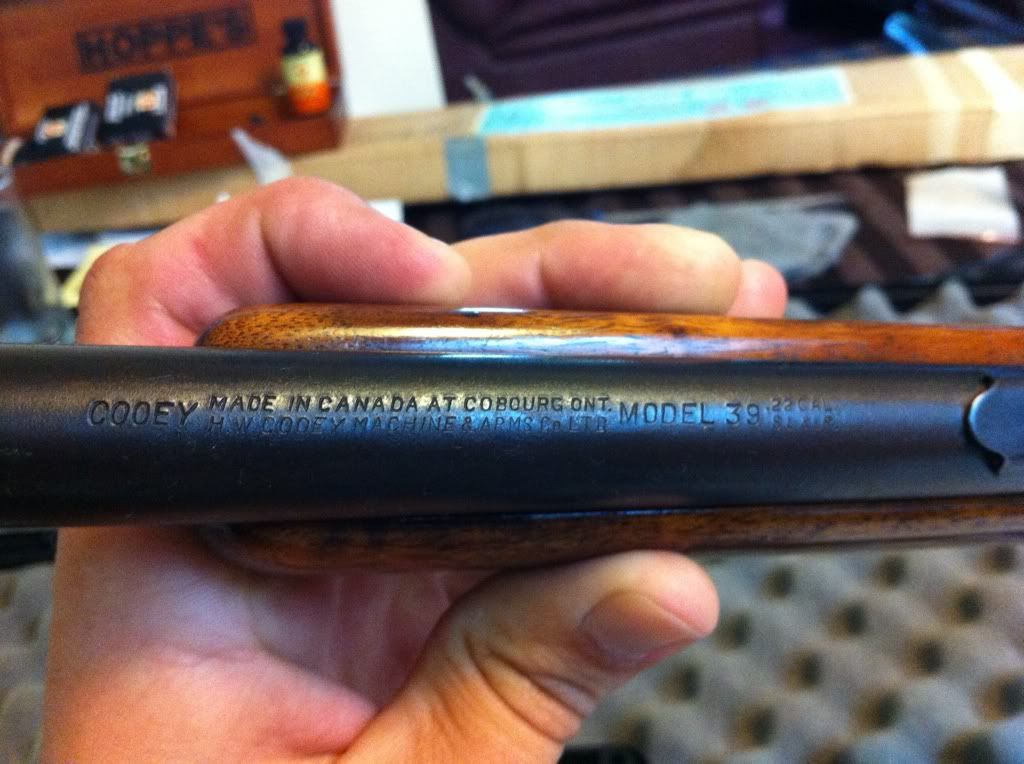 HOPPE'S
COOEY MADE IN CANADA AT COBOURG ONT. MODEL 39 .22 CAL
H.W. COOEY MACHINE & ARMS Co LTD